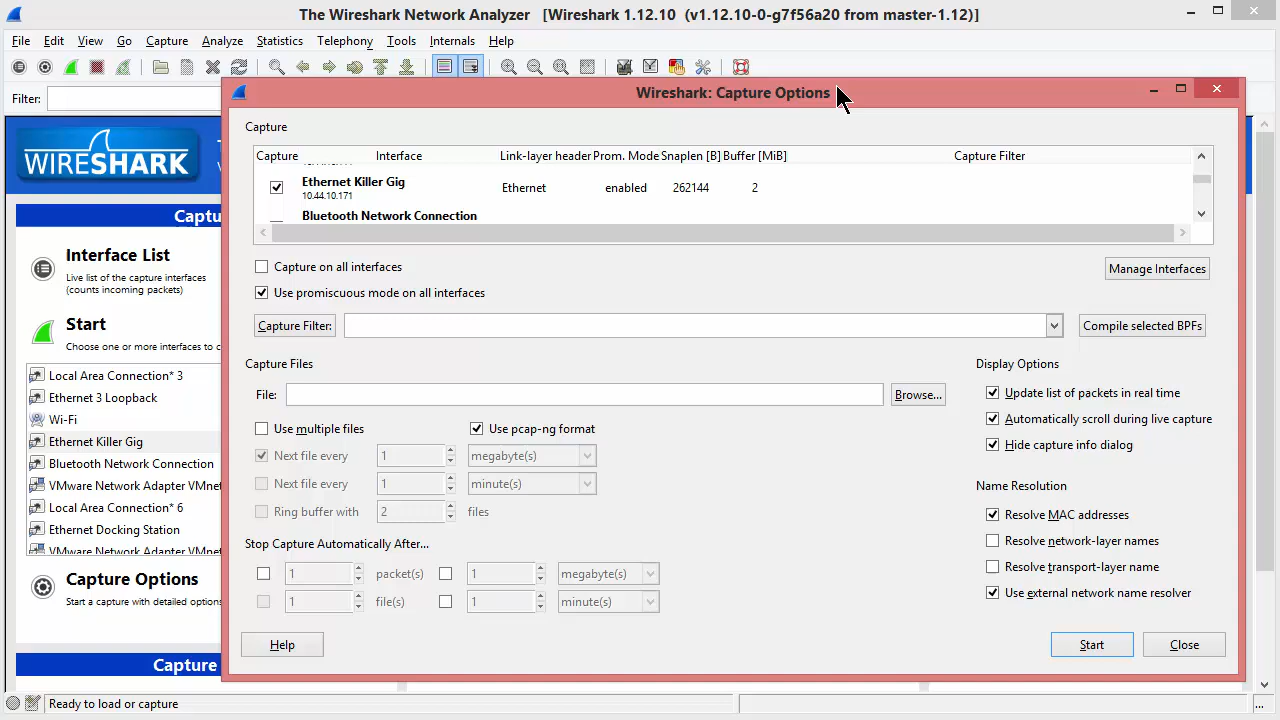 The Wireshark Network Analyzer [Wireshark 1.12.10 (v1.12.10-0-g7f56a20 from master-1.12)]
File Edit View Go Capture Analyze Statistics Telephony Tools Internals Help
Filter:
Wireshark: Capture Options
WIRESHARK
Capture
Capture Interface Link-layer header Prom. Mode Snaplen [B] Buffer [MiB] Capture Filter
Ethernet Killer Gig Ethernet enabled 262144 2
10.44.10.171
Bluetooth Network Connection
Capture on all interfaces
Manage Interfaces
Use promiscuous mode on all interfaces
Capture Filter: Compile selected BPFs
Capture Files
File: Browse...
Use multiple files Use pcap-ng format
Next file every 1 megabyte(s)
Next file every 1 minute(s)
Ring buffer with 2 files
Stop Capture Automatically After...
1 packet(s) 1 megabyte(s)
1 file(s) 1 minute(s)
Display Options
Update list of packets in real time
Automatically scroll during live capture
Hide capture info dialog
Name Resolution
Resolve MAC addresses
Resolve network-layer names
Resolve transport-layer name
Use external network name resolver
Help Start Close
Captu
Interface List
Live list of the capture interfaces
(counts incoming packets)
Start
Choose one or more interfaces to c
Local Area Connection* 3
Ethernet 3 Loopback
Wi-Fi
Ethernet Killer Gig
Bluetooth Network Connection
VMware Network Adapter VMnet
Local Area Connection* 6
Ethernet Docking Station
VMware Network Adapter VMnet
Capture Options
Start a capture with detailed options
Capture
Ready to load or capture